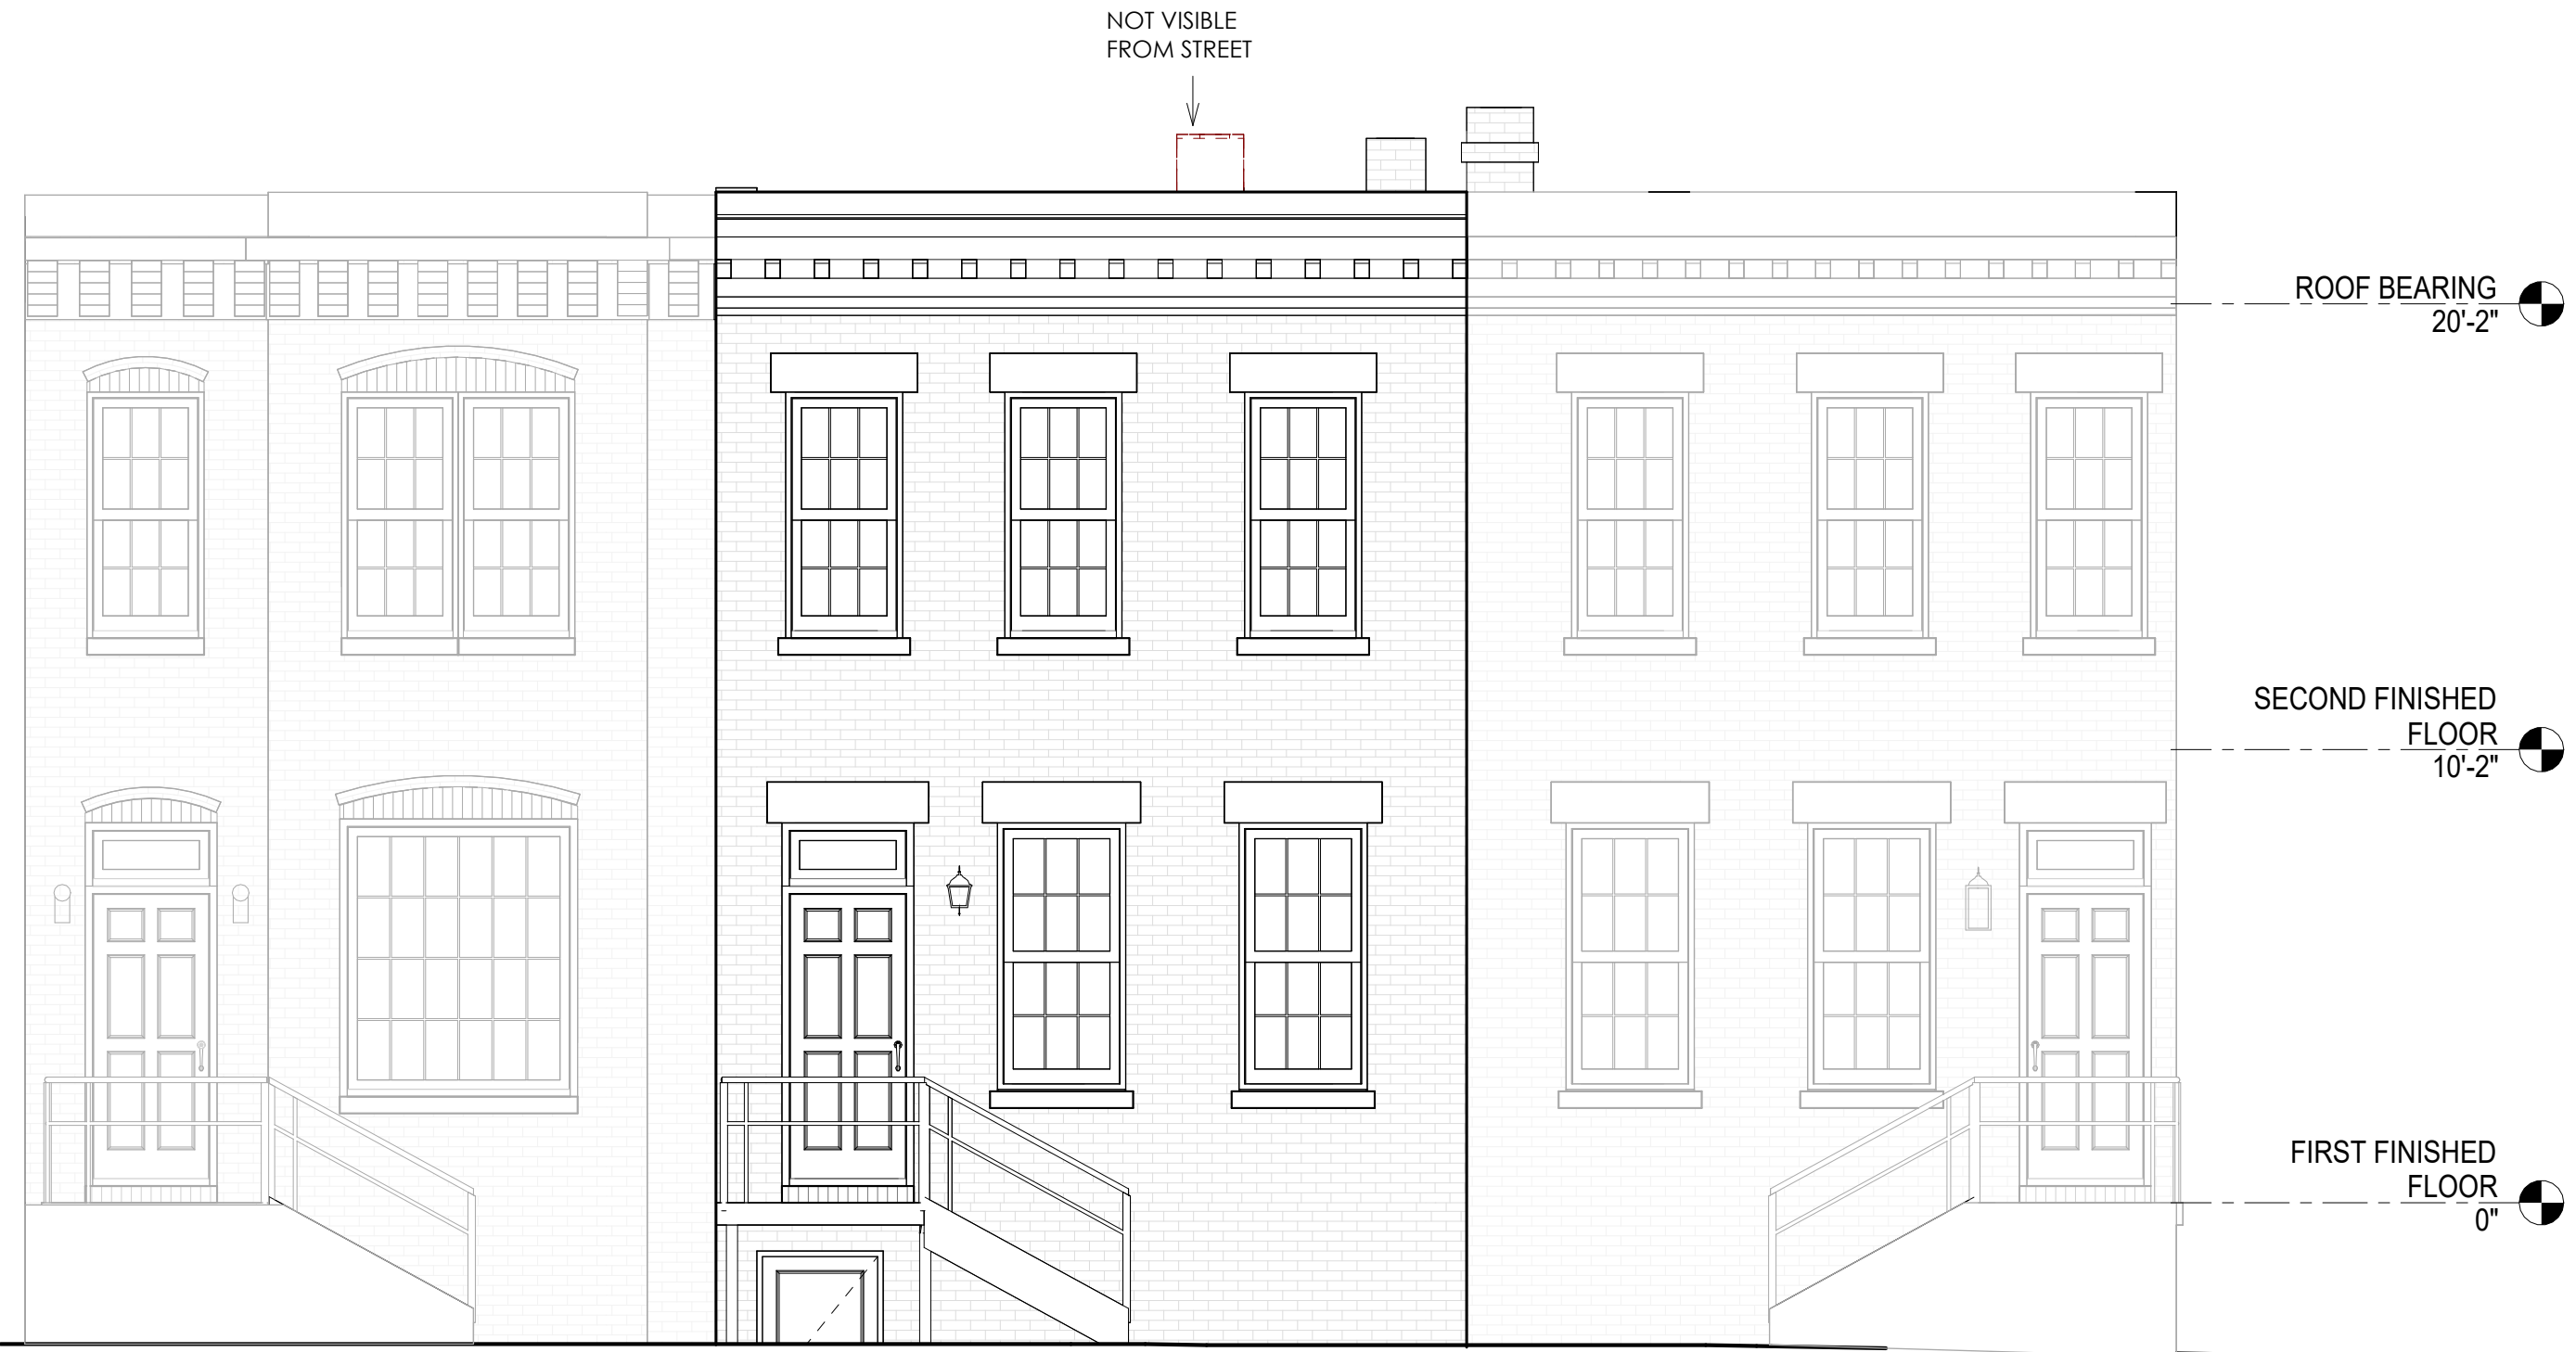 NOT VISIBLE
FROM STREET
ROOF BEARING
20'-2"
SECOND FINISHED
FLOOR
10'-2"
FIRST FINISHED
FLOOR
0"